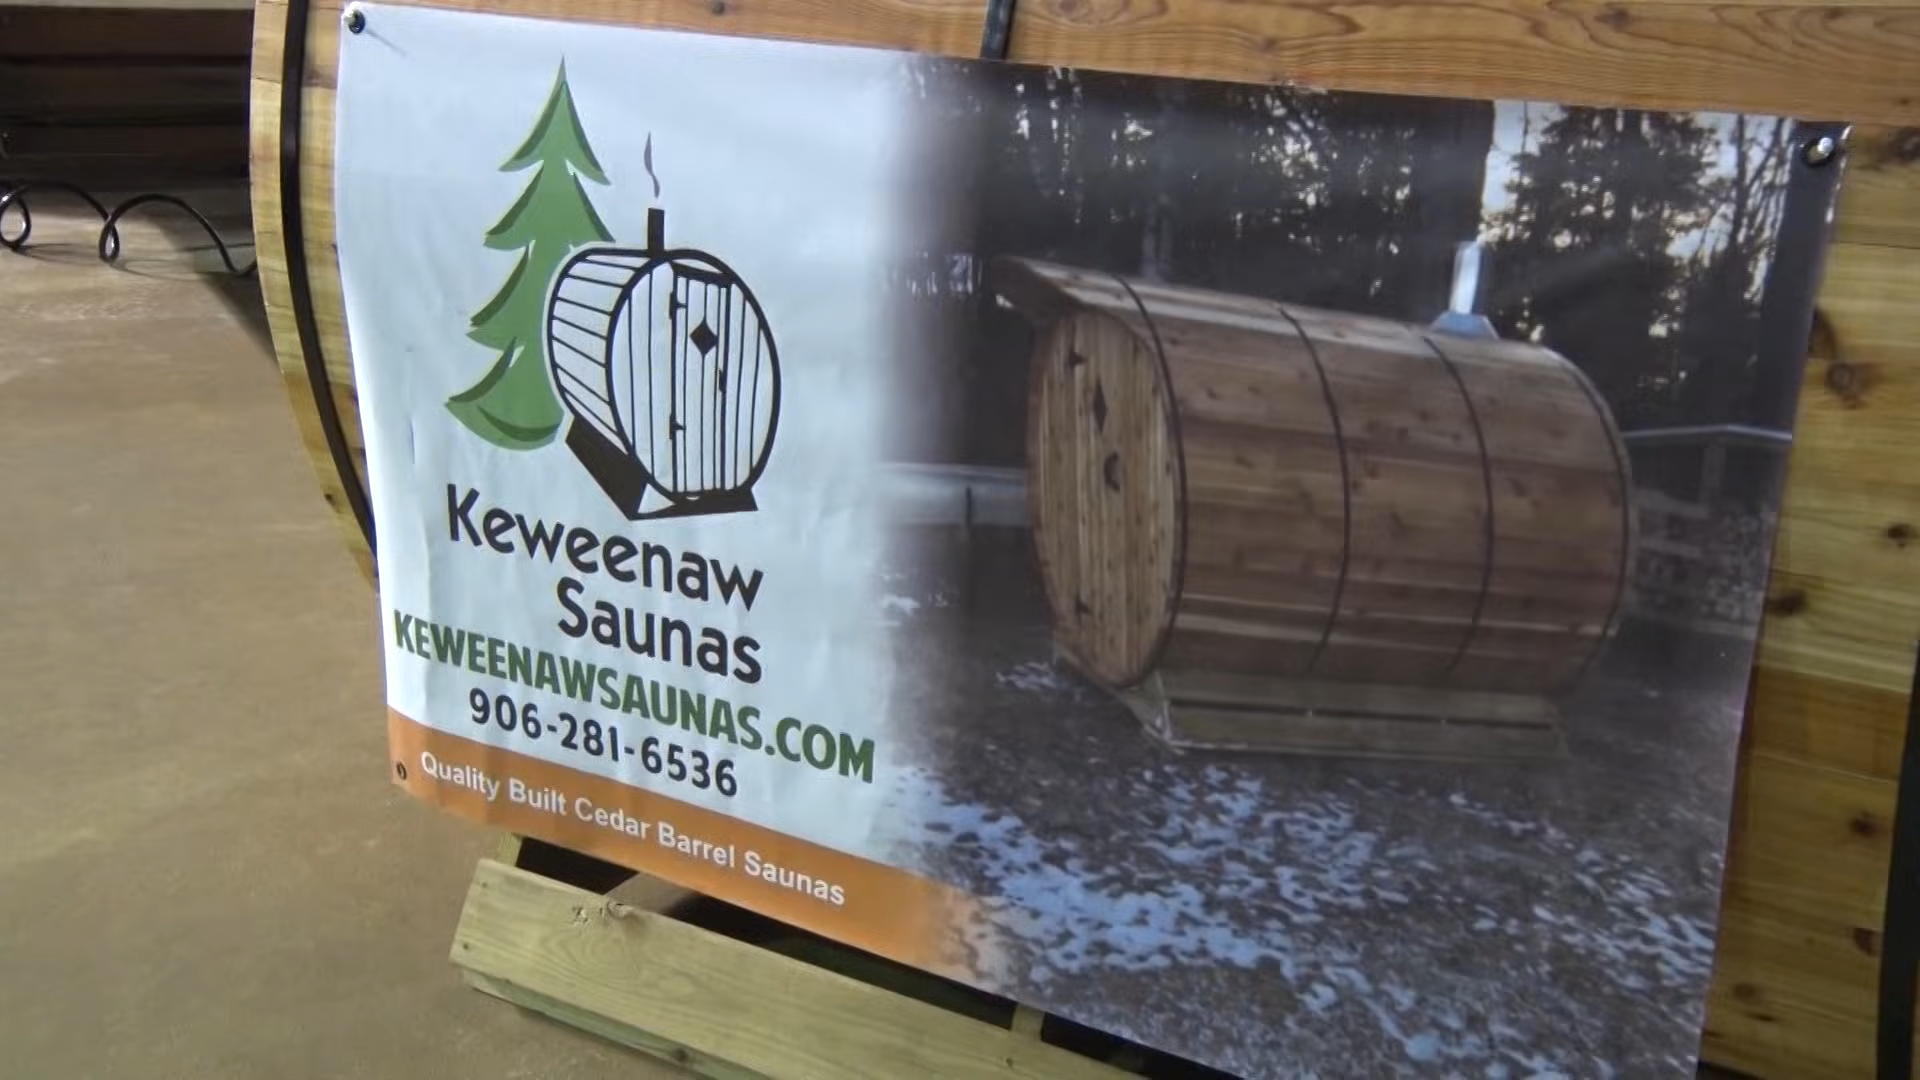 Keweenaw
Saunas
KEWEENAWSAUNAS.COM
906-281-6536
Quality Built Cedar Barrel Saunas